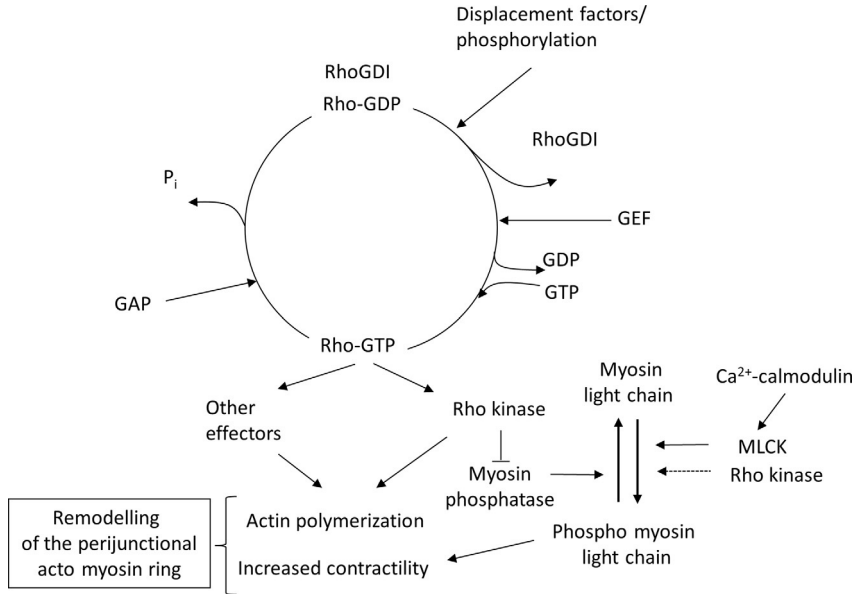 Displacement factors/
phosphorylation
RhoGDI
Rho-GDP
RhoGDI
Pi
GEF
GDP
GTP
GAP
Rho-GTP
Other
effectors
Rho kinase
Myosin
light chain
Ca²⁺-calmodulin
MLCK
Rho kinase
Myosin
phosphatase
Actin polymerization
Phospho myosin
light chain
Increased contractility
Remodelling
of the perijunctional
acto myosin ring